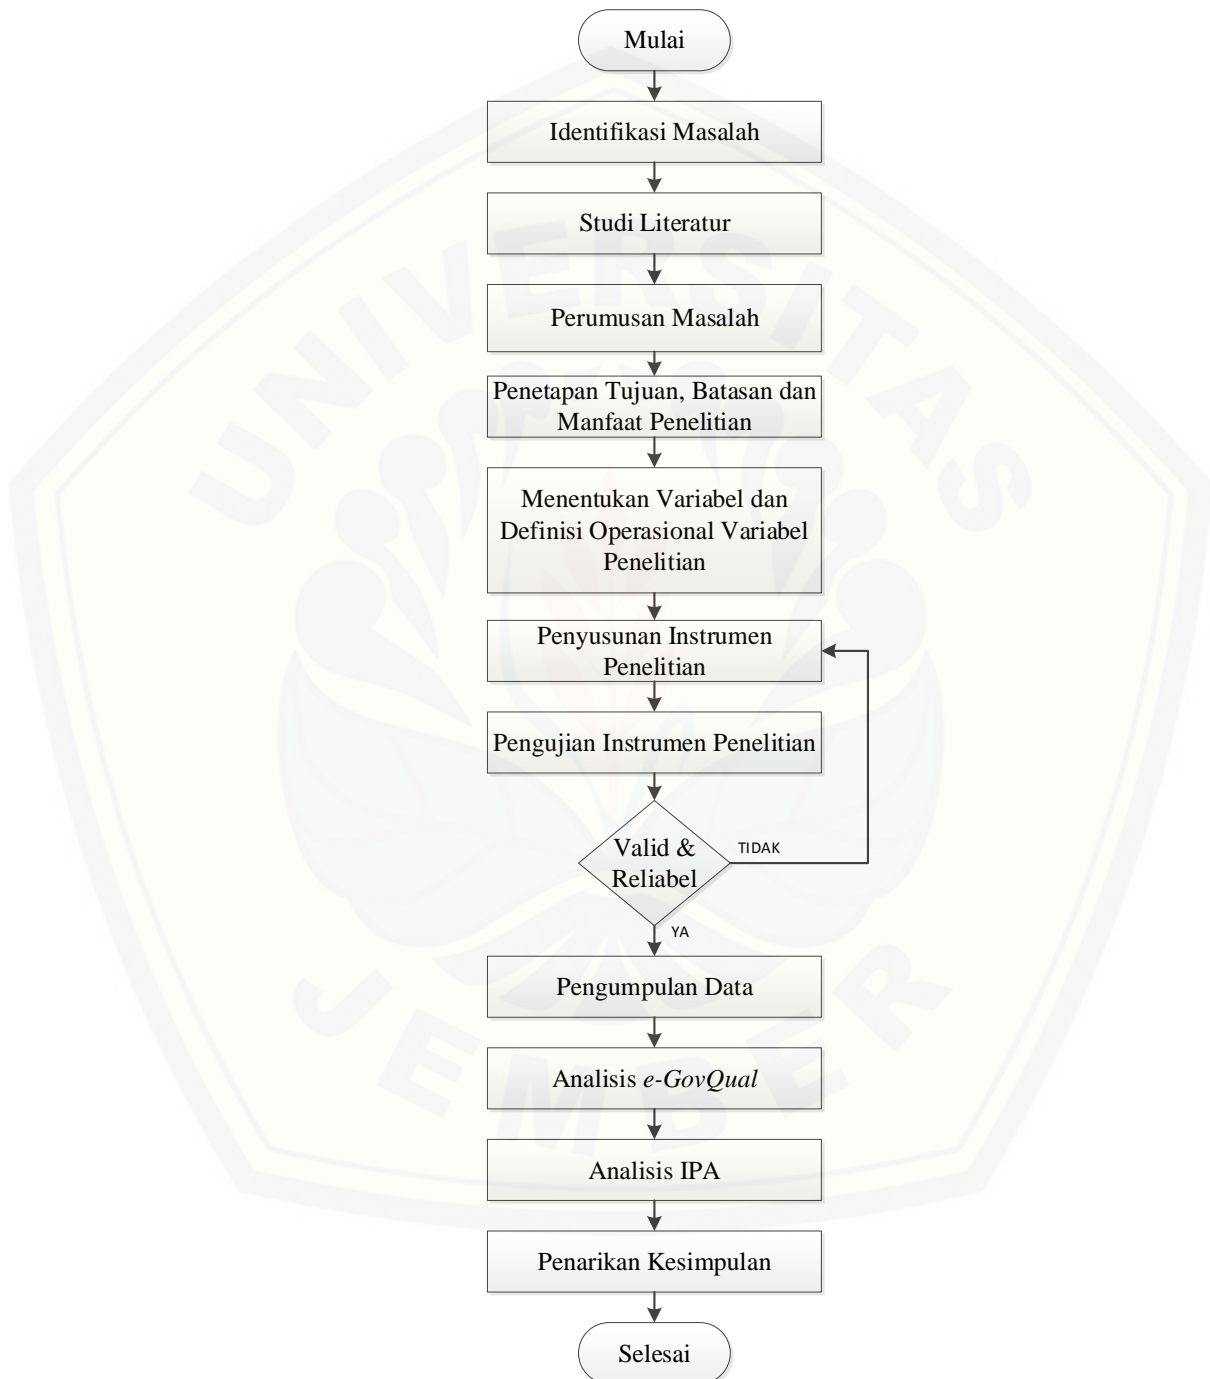 Mulai
Identifikasi Masalah
Studi Literatur
Perumusan Masalah
Penetapan Tujuan, Batasan dan
Manfaat Penelitian
Menentukan Variabel dan
Definisi Operasional Variabel
Penelitian
Penyusunan Instrumen
Penelitian
Pengujian Instrumen Penelitian
Valid &
Reliabel
TIDAK
YA
Pengumpulan Data
Analisis e-GovQual
Analisis IPA
Penarikan Kesimpulan
Selesai
UNIVERSITAS
JEMBER